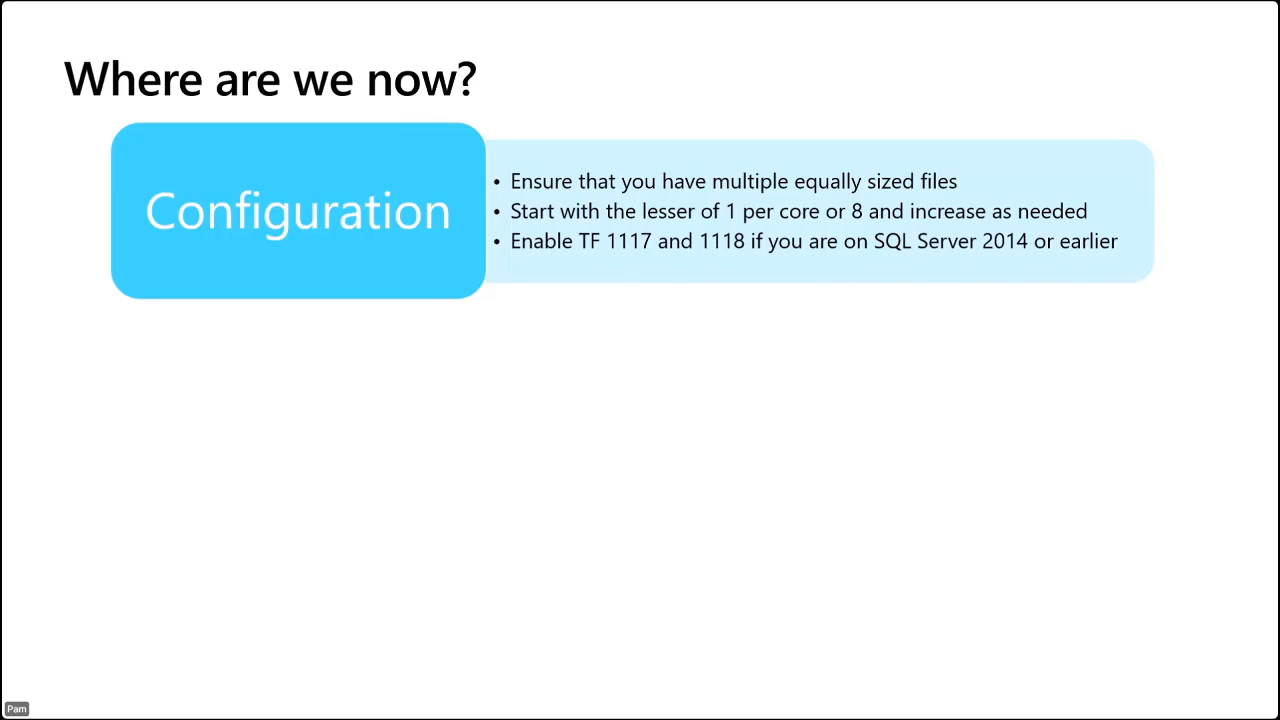 Where are we now?
Configuration
• Ensure that you have multiple equally sized files
• Start with the lesser of 1 per core or 8 and increase as needed
• Enable TF 1117 and 1118 if you are on SQL Server 2014 or earlier
Pam